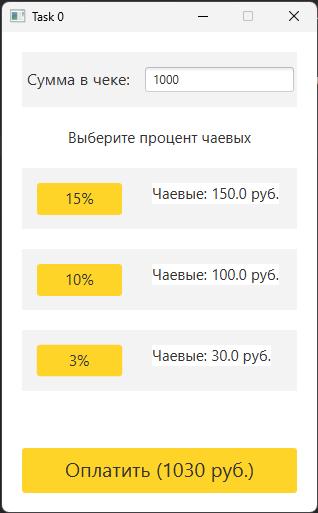 Task 0
Сумма в чеке: 1000
Выберите процент чаевых
15% Чаевые: 150.0 руб.
10% Чаевые: 100.0 руб.
3% Чаевые: 30.0 руб.
Оплатить (1030 руб.)